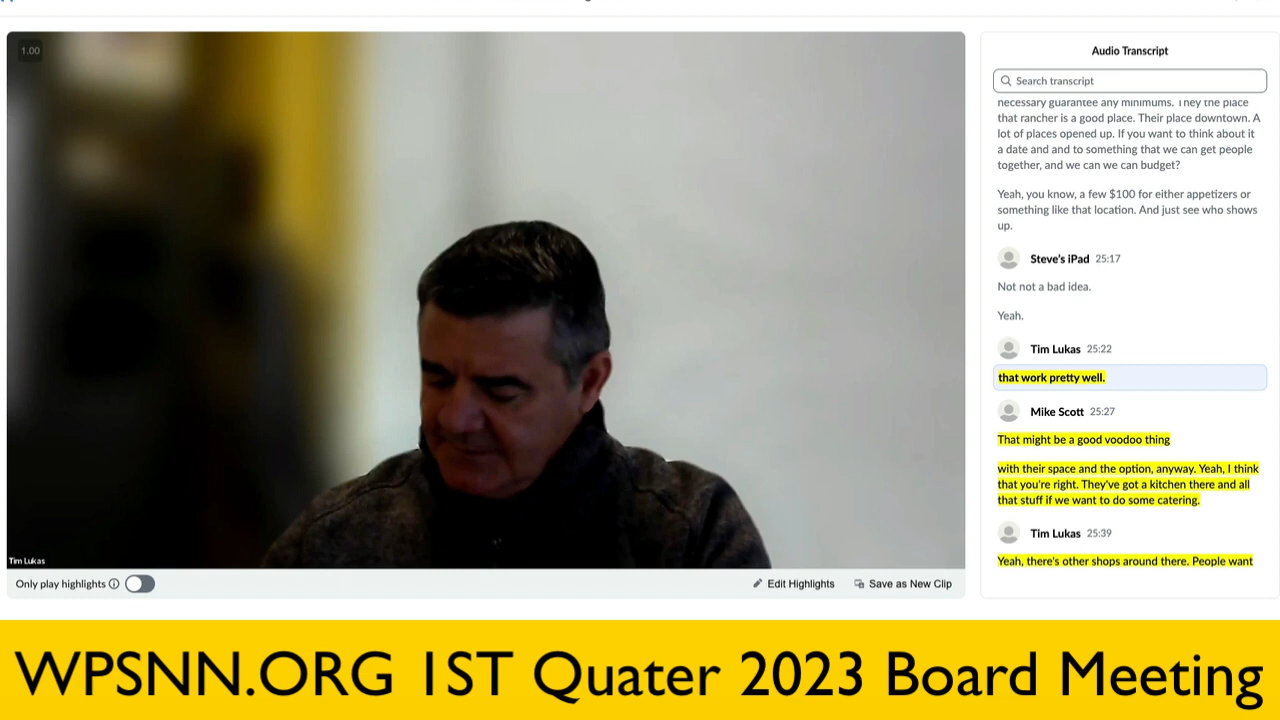 1.00
Tim Lukas
Only play highlights
Edit Highlights
Save as New Clip
Audio Transcript
Search transcript
necessary guarantee any minimums. They the place
that rancher is a good place. Their place downtown. A
lot of places opened up. If you want to think about it
a date and and to something that we can get people
together, and we can we can budget?
Yeah, you know, a few $100 for either appetizers or
something like that location. And just see who shows
up.
Steve's iPad 25:17
Not not a bad idea.
Yeah.
Tim Lukas 25:22
that work pretty well.
Mike Scott 25:27
That might be a good voodoo thing
with their space and the option, anyway. Yeah, I think
that you're right. They've got a kitchen there and all
that stuff if we want to do some catering.
Tim Lukas 25:39
Yeah, there's other shops around there. People want
WPSNN.ORG 1ST Quater 2023 Board Meeting